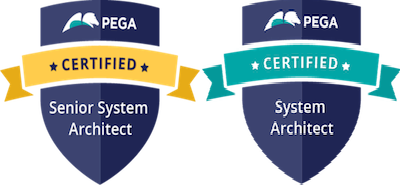 PEGA
CERTIFIED
Senior System
Architect
PEGA
CERTIFIED
System
Architect